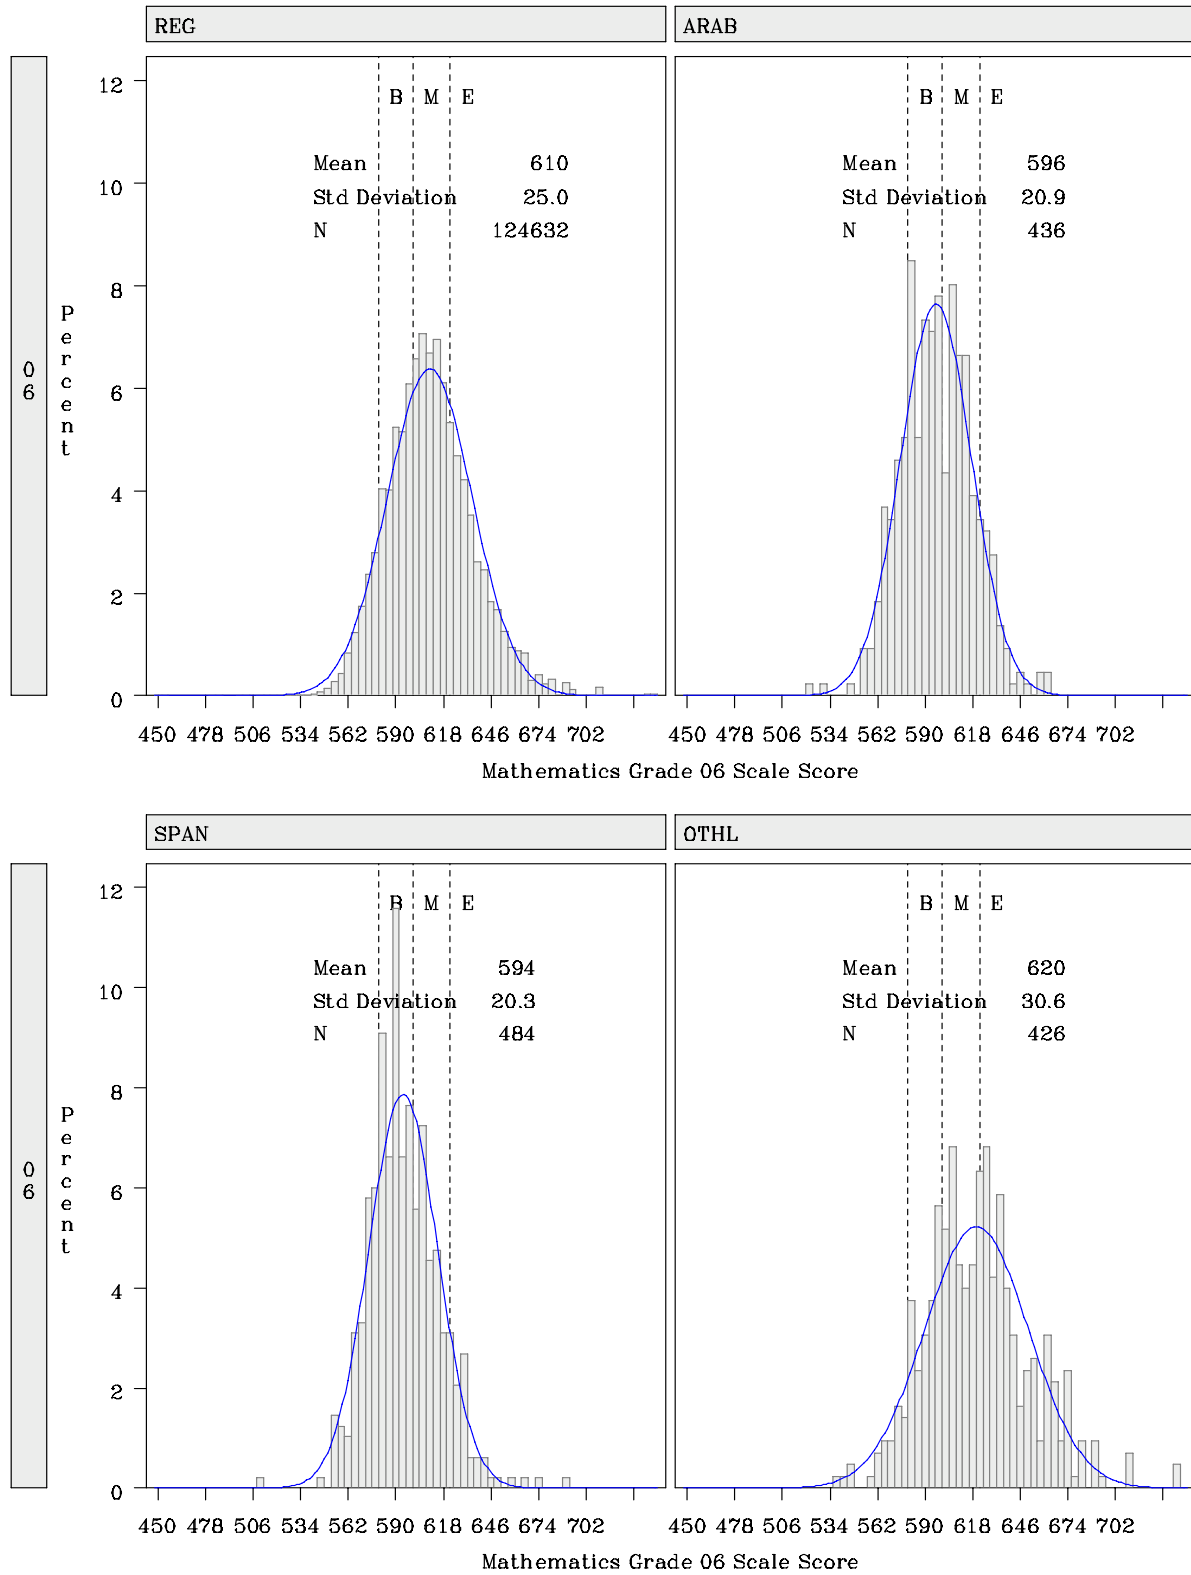 REG
ARAB
12
10
8
6
4
2
0
Percent
06
B M E
Mean 610
Std Deviation 25.0
N 124632
B M E
Mean 596
Std Deviation 20.9
N 436
450 478 506 534 562 590 618 646 674 702
450 478 506 534 562 590 618 646 674 702
Mathematics Grade 06 Scale Score
SPAN
OTHL
12
10
8
6
4
2
0
Percent
06
B M E
Mean 594
Std Deviation 20.3
N 484
B M E
Mean 620
Std Deviation 30.6
N 426
450 478 506 534 562 590 618 646 674 702
450 478 506 534 562 590 618 646 674 702
Mathematics Grade 06 Scale Score